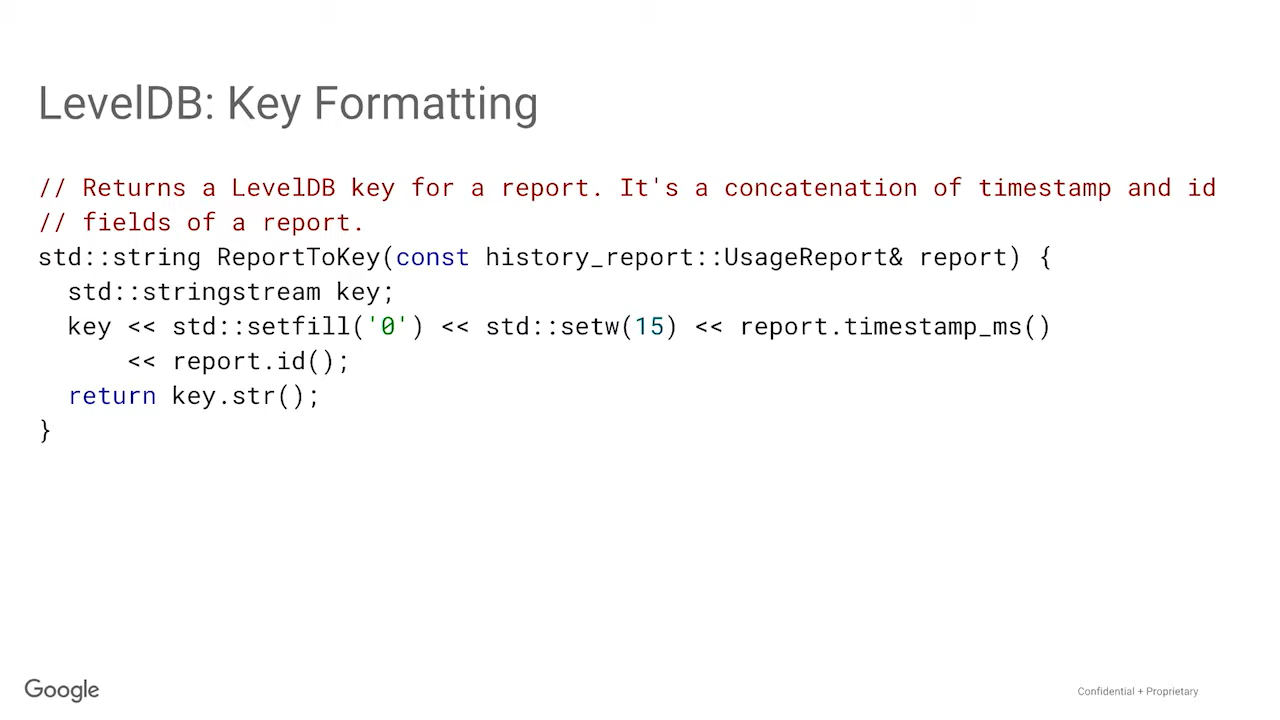 LevelDB: Key Formatting
// Returns a LevelDB key for a report. It's a concatenation of timestamp and id
// fields of a report.
std::string ReportToKey(const history_report::UsageReport& report) {
  std::stringstream key;
  key << std::setfill('0') << std::setw(15) << report.timestamp_ms()
      << report.id();
  return key.str();
}
Google
Confidential + Proprietary